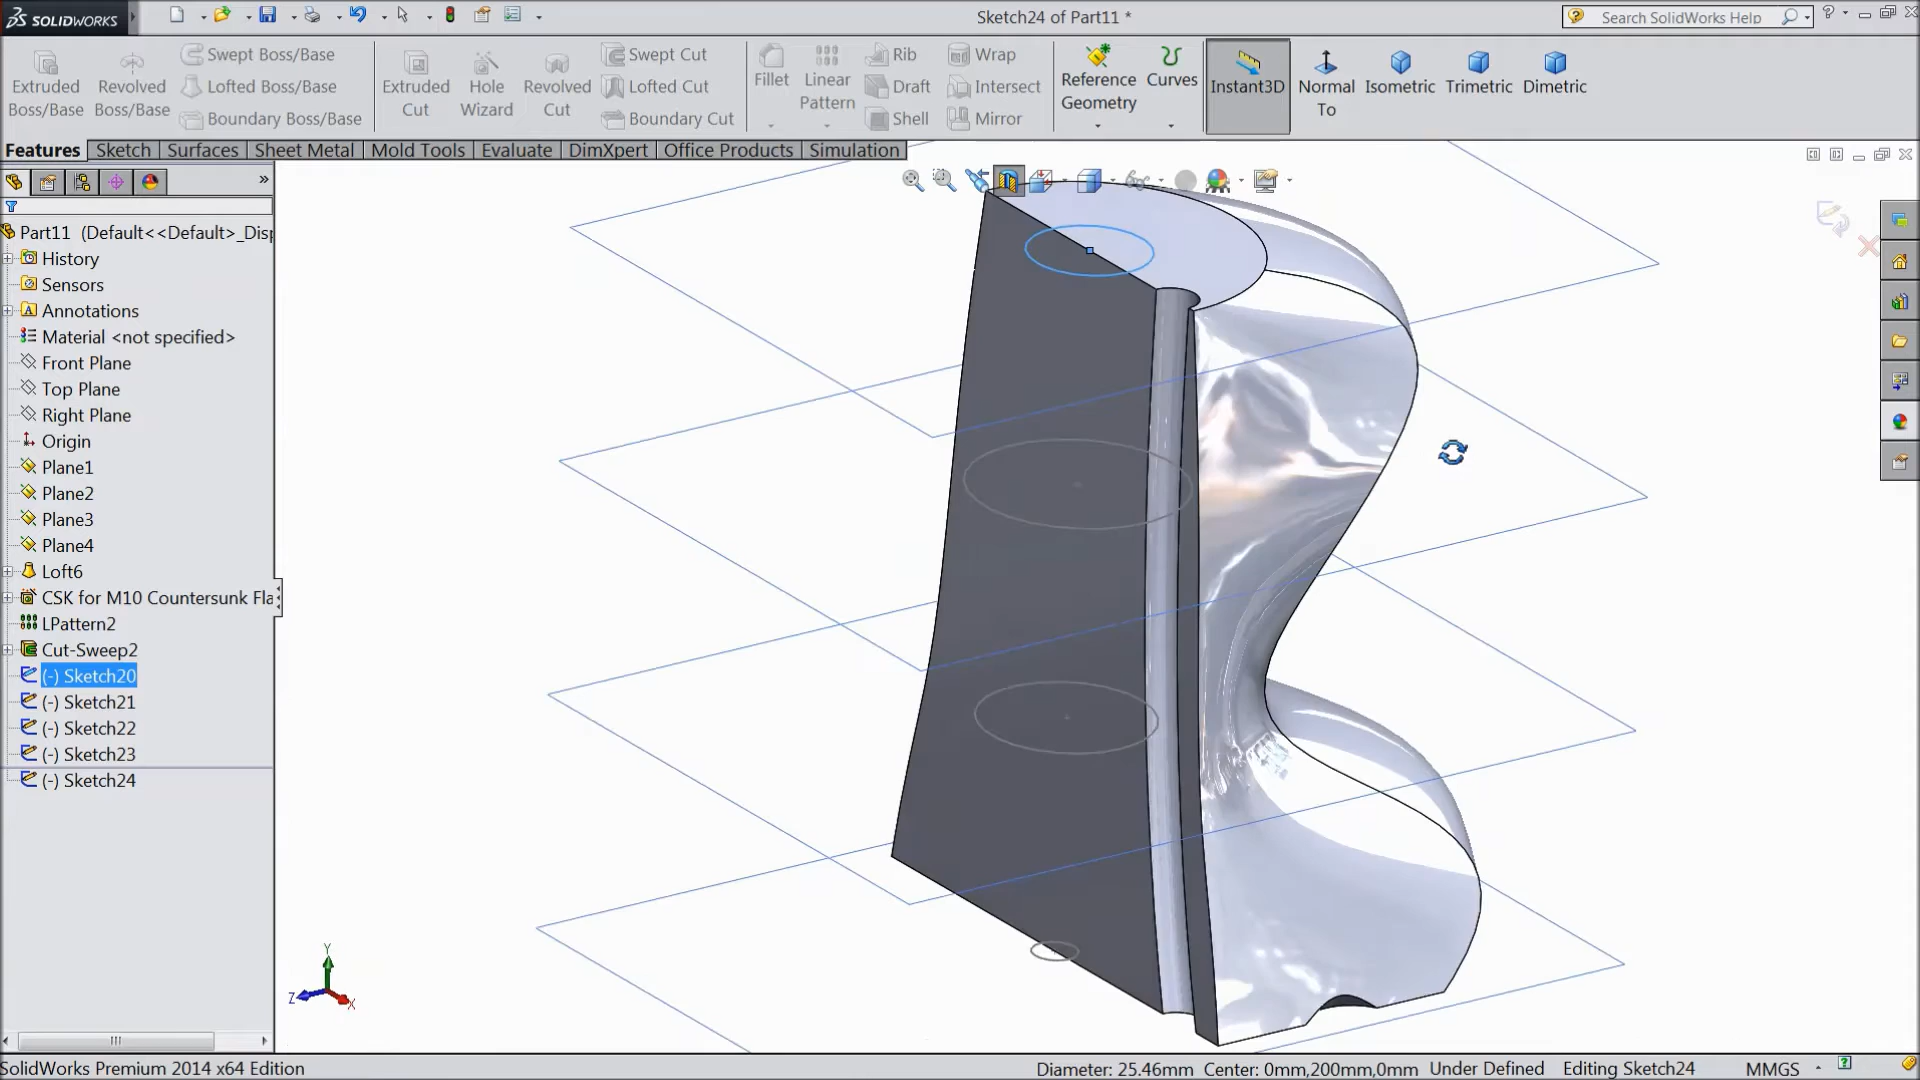 SOLIDWORKS
Sketch24 of Part11 *
Search SolidWorks Help
Extruded Boss/Base
Revolved Boss/Base
Swept Boss/Base
Lofted Boss/Base
Boundary Boss/Base
Extruded Cut
Hole Wizard
Revolved Cut
Swept Cut
Lofted Cut
Boundary Cut
Fillet
Linear Pattern
Rib
Draft
Shell
Wrap
Intersect
Mirror
Reference Geometry
Curves
Instant3D
Normal To
Isometric
Trimetric
Dimetric
Features
Sketch
Surfaces
Sheet Metal
Mold Tools
Evaluate
DimXpert
Office Products
Simulation
Part11 (Default<<Default>_Disp
History
Sensors
Annotations
Material <not specified>
Front Plane
Top Plane
Right Plane
Origin
Plane1
Plane2
Plane3
Plane4
Loft6
CSK for M10 Countersunk Fla
LPattern2
Cut-Sweep2
(-) Sketch20
(-) Sketch21
(-) Sketch22
(-) Sketch23
(-) Sketch24
Y
Z
X
SolidWorks Premium 2014 x64 Edition
Diameter: 25.46mm Center: 0mm,200mm,0mm Under Defined Editing Sketch24 MMGS